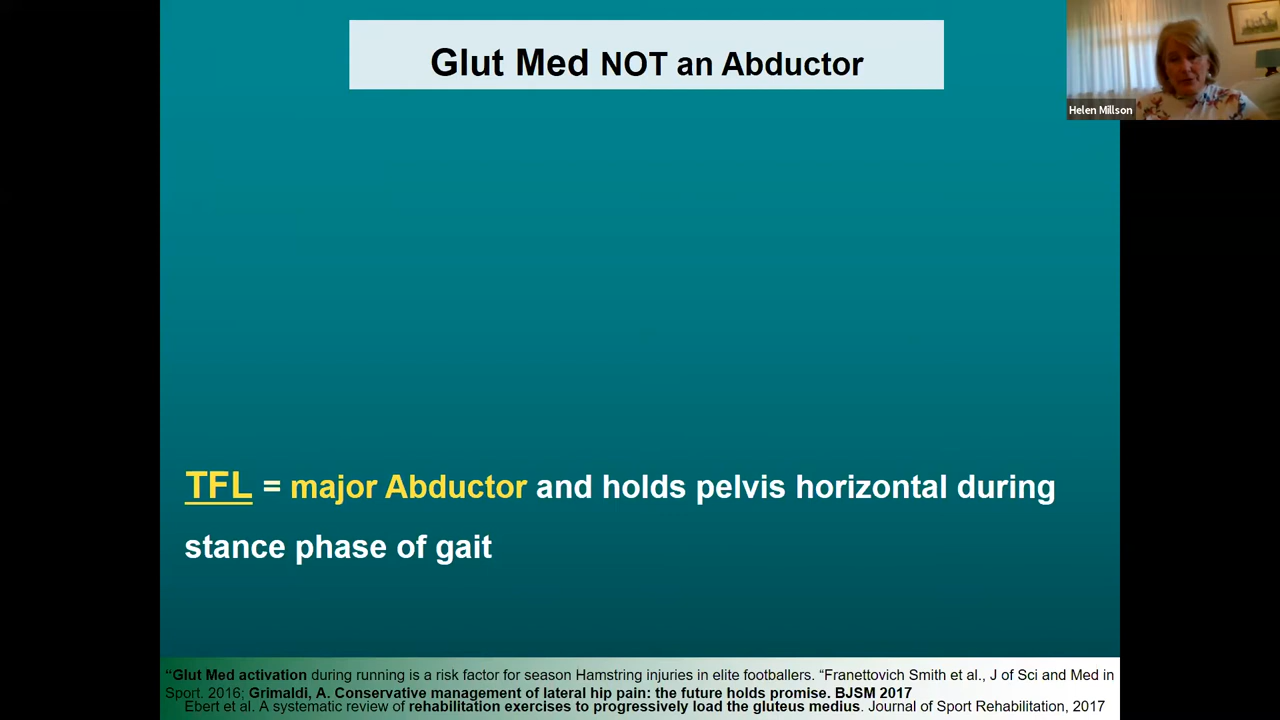 Glut Med NOT an Abductor
Helen Millson
TFL = major Abductor and holds pelvis horizontal during
stance phase of gait
“Glut Med activation during running is a risk factor for season Hamstring injuries in elite footballers. “Franettovich Smith et al., J of Sci and Med in
Sport. 2016; Grimaldi, A. Conservative management of lateral hip pain: the future holds promise. BJSM 2017
Ebert et al. A systematic review of rehabilitation exercises to progressively load the gluteus medius. Journal of Sport Rehabilitation, 2017